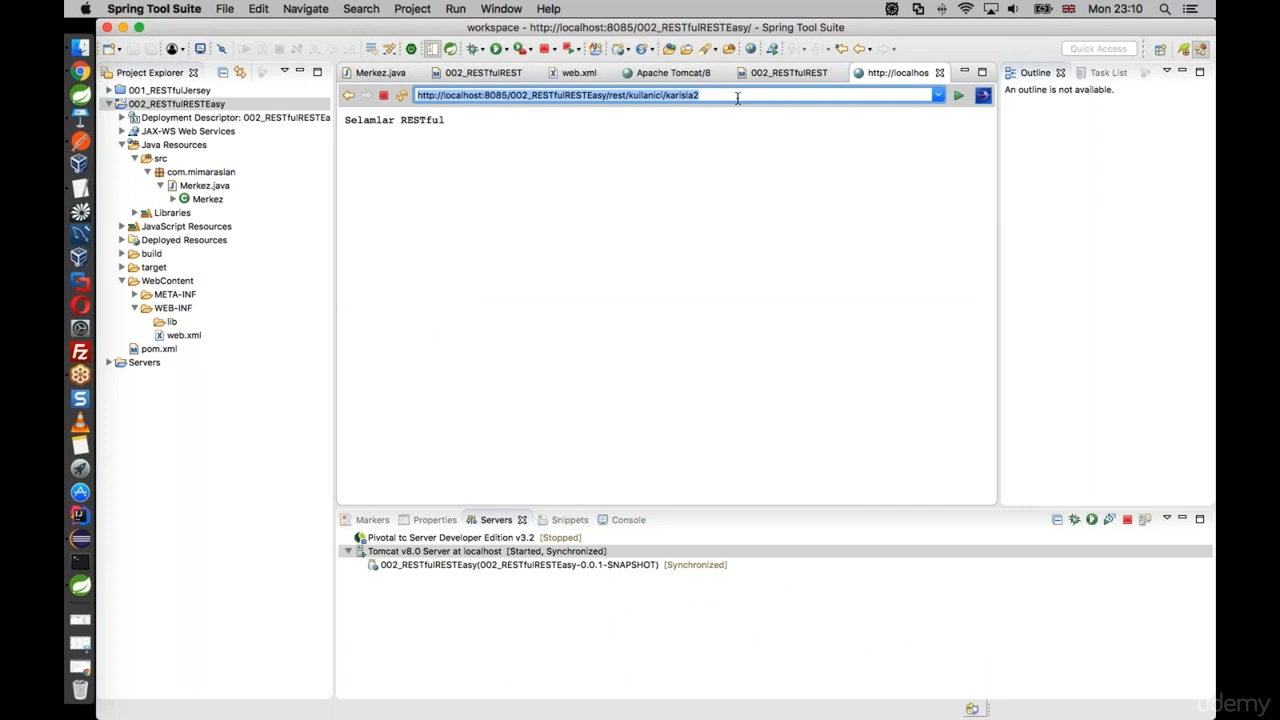 Spring Tool Suite File Edit Navigate Search Project Run Window Help Mon 23:10
workspace - http://localhost:8085/002_RESTfulRESTEasy/ - Spring Tool Suite
Quick Access
Project Explorer
001_RESTfulJersey
002_RESTfulRESTEasy
Deployment Descriptor: 002_RESTfulRESTEa
JAX-WS Web Services
Java Resources
src
com.mimaraslan
Merkez.java
Merkez
Libraries
JavaScript Resources
Deployed Resources
build
target
WebContent
META-INF
WEB-INF
lib
web.xml
pom.xml
Servers
Merkez.java 002_RESTfulREST web.xml Apache Tomcat/8 002_RESTfulREST http://localhos
http://localhost:8085/002_RESTfulRESTEasy/rest/kullanici/karisla2
Selamlar RESTful
Outline Task List
An outline is not available.
Markers Properties Servers Snippets Console
Pivotal tc Server Developer Edition v3.2 [Stopped]
Tomcat v8.0 Server at localhost [Started, Synchronized]
002_RESTfulRESTEasy(002_RESTfulRESTEasy-0.0.1-SNAPSHOT) [Synchronized]
udemy